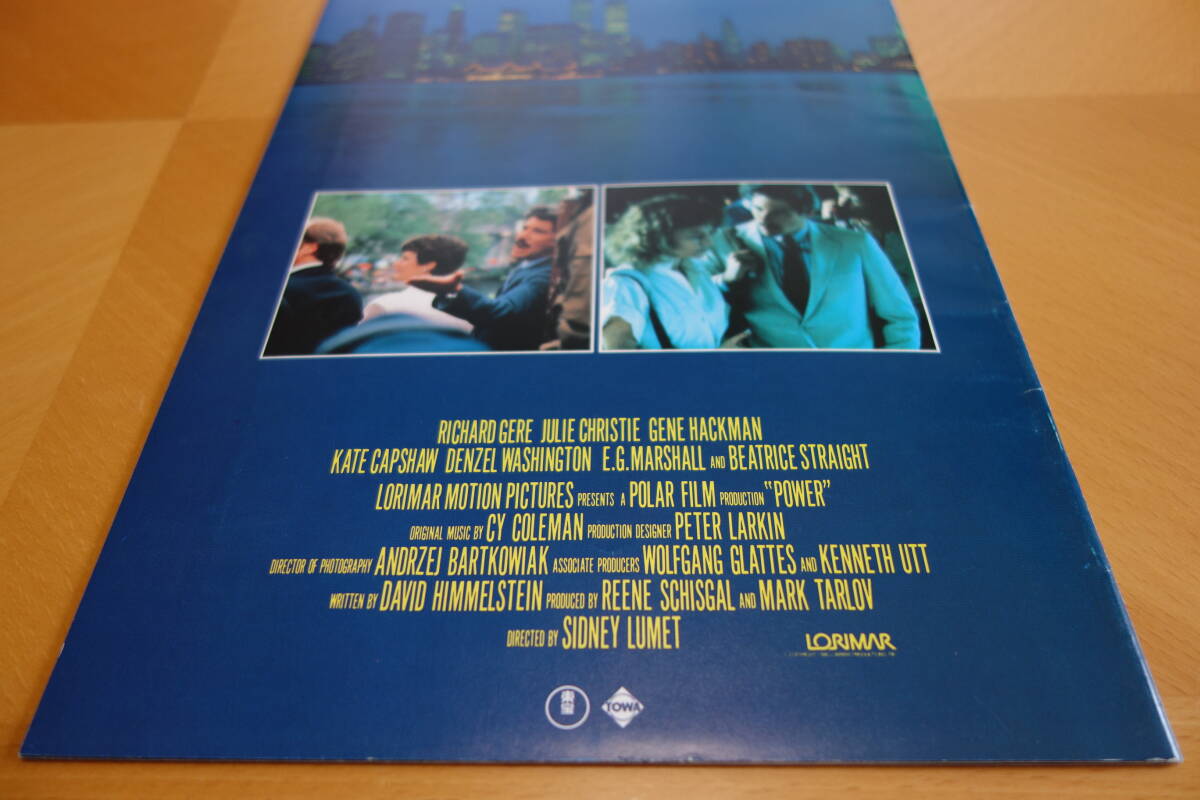 RICHARD GERE JULIE CHRISTIE GENE HACKMAN
KATE CAPSHAW DENZEL WASHINGTON E.G. MARSHALL AND BEATRICE STRAIGHT
LORIMAR MOTION PICTURES PRESENTS A POLAR FILM PRODUCTION "POWER"
ORIGINAL MUSIC BY CY COLEMAN PRODUCTION DESIGNER PETER LARKIN
DIRECTOR OF PHOTOGRAPHY ANDRZEJ BARTKOWIAK ASSOCIATE PRODUCERS WOLFGANG GLATTES AND KENNETH UTT
WRITTEN BY DAVID HIMMELSTEIN PRODUCED BY REENE SCHISGAL AND MARK TARLOV
DIRECTED BY SIDNEY LUMET
LORIMAR
東宝
TOWA